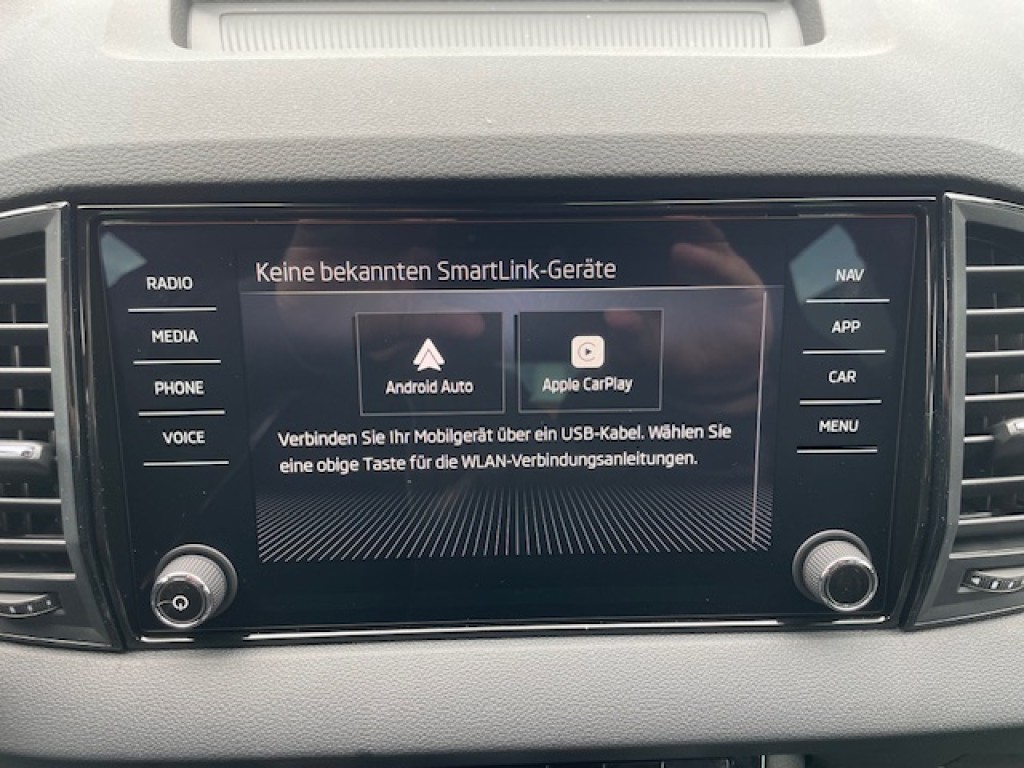 Keine bekannten SmartLink-Geräte
RADIO
MEDIA
PHONE
VOICE
Android Auto
Apple CarPlay
Verbinden Sie Ihr Mobilgerät über ein USB-Kabel. Wählen Sie
eine obige Taste für die WLAN-Verbindungsanleitungen.
NAV
APP
CAR
MENU